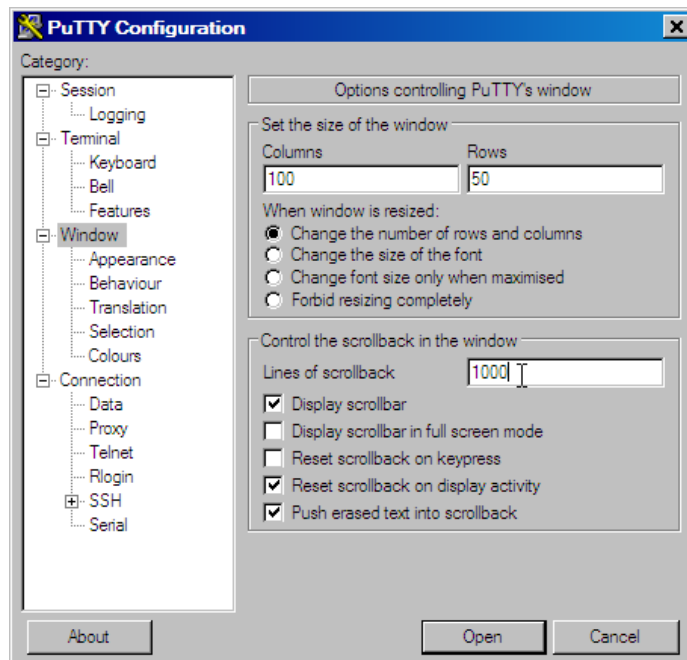 PuTTY Configuration
Category:
Session
Logging
Terminal
Keyboard
Bell
Features
Window
Appearance
Behaviour
Translation
Selection
Colours
Connection
Data
Proxy
Telnet
Rlogin
SSH
Serial
Options controlling PuTTY's window
Set the size of the window
Columns Rows
100 50
When window is resized:
Change the number of rows and columns
Change the size of the font
Change font size only when maximised
Forbid resizing completely
Control the scrollback in the window
Lines of scrollback 1000
Display scrollbar
Display scrollbar in full screen mode
Reset scrollback on keypress
Reset scrollback on display activity
Push erased text into scrollback
About Open Cancel